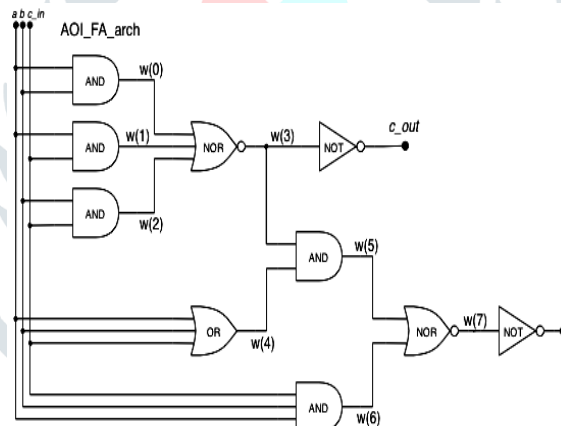 a b c_in
AOI_FA_arch
AND
w(0)
AND
w(1)
NOR
w(3)
NOT
c_out
AND
w(2)
AND
w(5)
OR
w(4)
NOR
w(7)
NOT
AND
w(6)